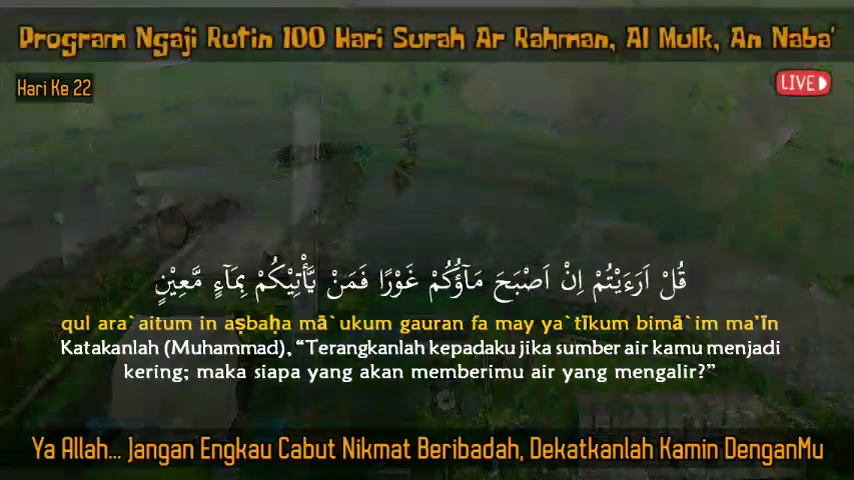 Program Ngaji Rutin 100 Hari Surah Ar Rahman, Al Mulk, An Naba'
Hari Ke 22
LIVE
قُلْ اَرَءَيْتُمْ اِنْ اَصْبَحَ مَاۤؤُكُمْ غَوْرًا فَمَنْ يَّأْتِيْكُمْ بِمَاۤءٍ مَّعِيْنٍ
qul ara`aitum in aṣbaḥa mā`ukum gauran fa may ya`tīkum bimā`im ma'īn
Katakanlah (Muhammad), “Terangkanlah kepadaku jika sumber air kamu menjadi
kering; maka siapa yang akan memberimu air yang mengalir?”
Ya Allah... Jangan Engkau Cabut Nikmat Beribadah, Dekatkanlah Kamin DenganMu